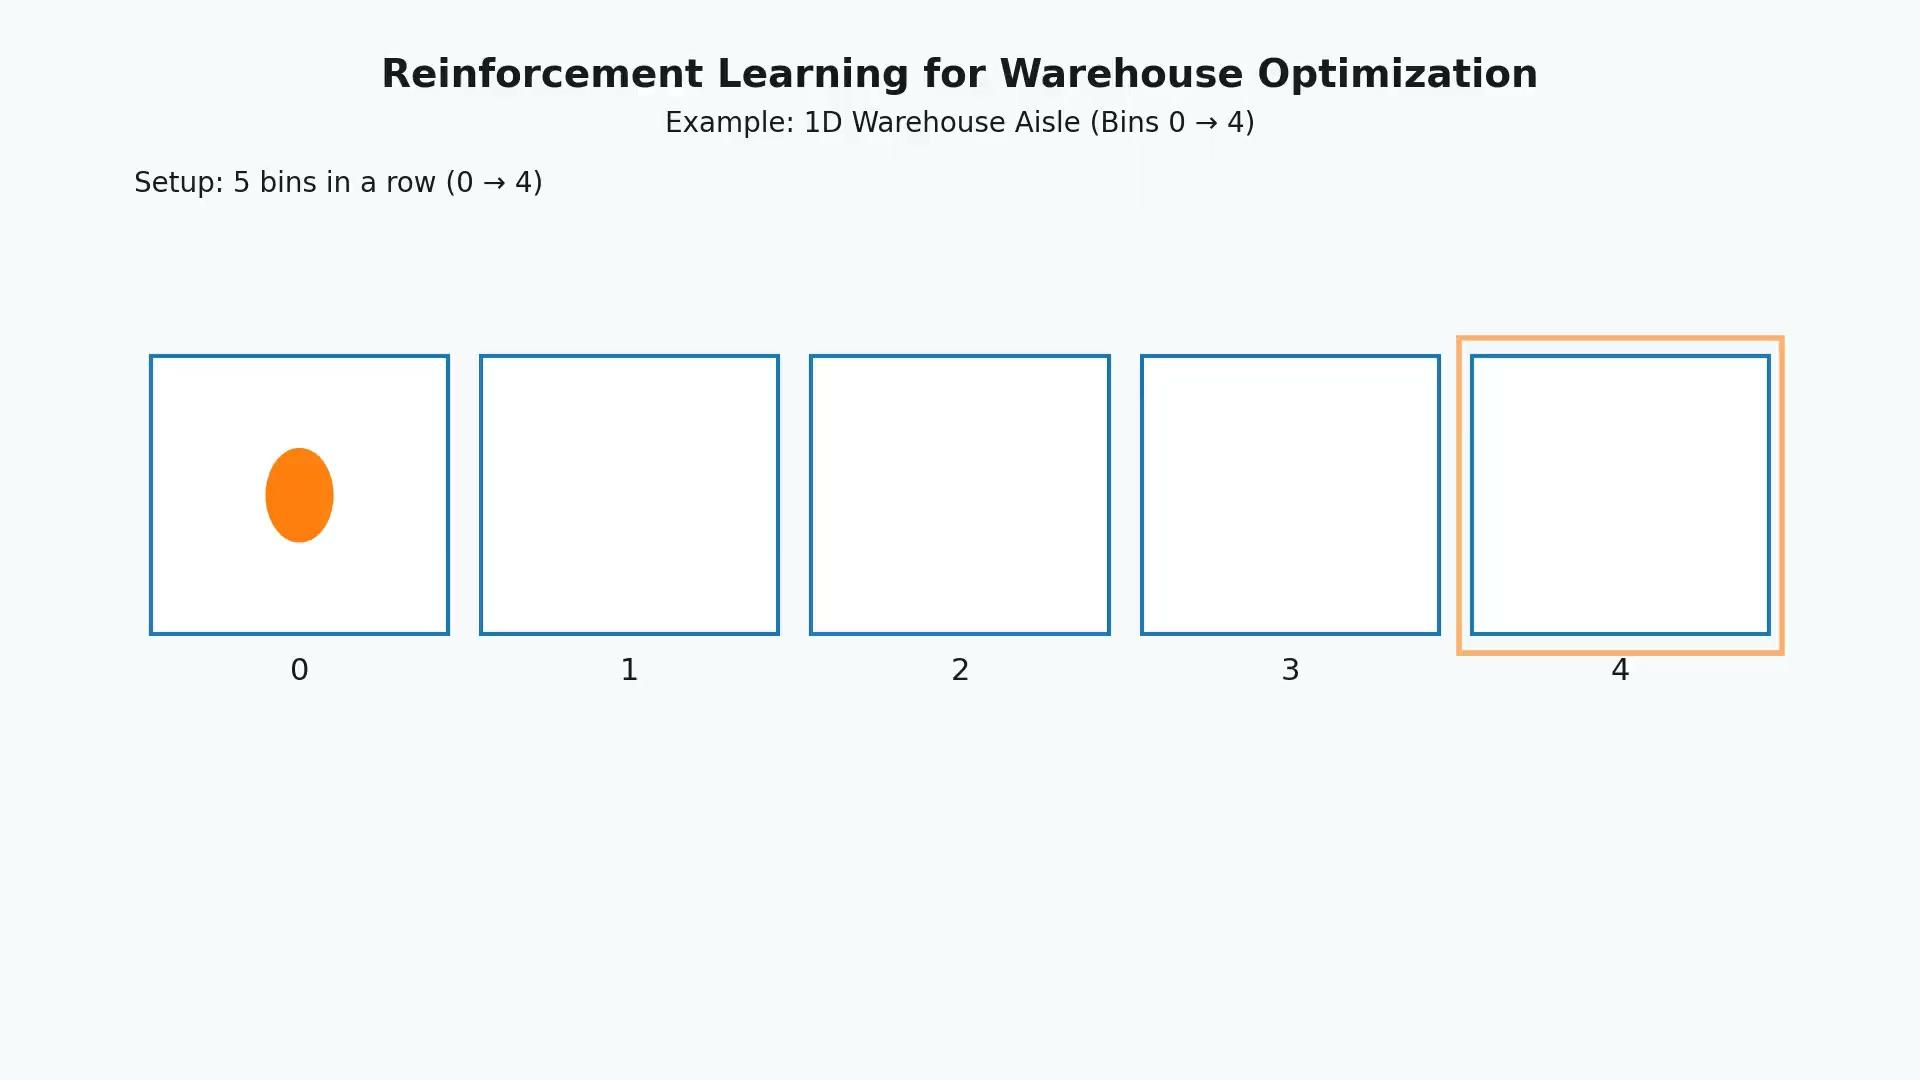 Reinforcement Learning for Warehouse Optimization
Example: 1D Warehouse Aisle (Bins 0 → 4)
Setup: 5 bins in a row (0 → 4)
0 1 2 3 4